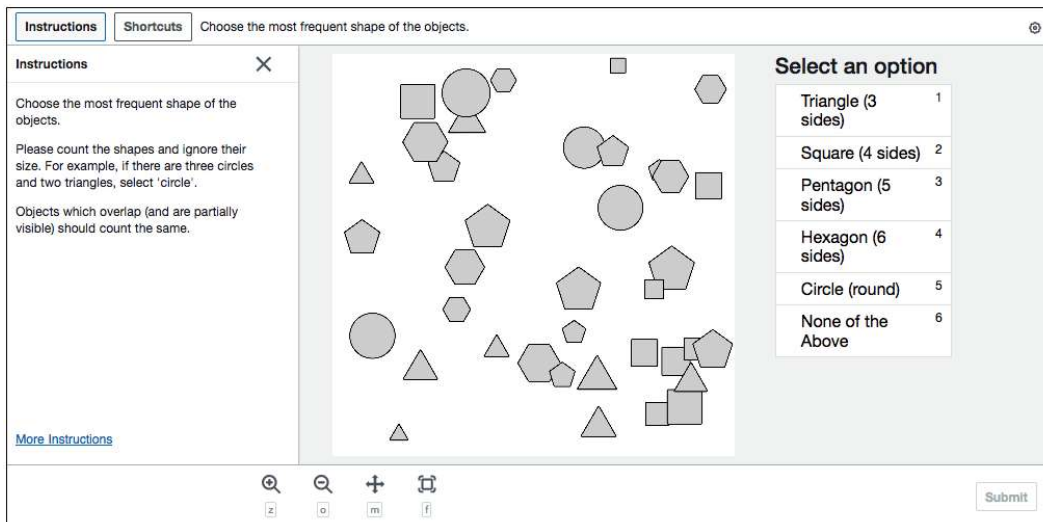 Instructions
Shortcuts
Choose the most frequent shape of the objects.
Instructions
Choose the most frequent shape of the
objects.
Please count the shapes and ignore their
size. For example, if there are three circles
and two triangles, select 'circle'.
Objects which overlap (and are partially
visible) should count the same.
More Instructions
Select an option
Triangle (3 1
sides)
Square (4 sides) 2
Pentagon (5 3
sides)
Hexagon (6 4
sides)
Circle (round) 5
None of the 6
Above
z
o
m
f
Submit